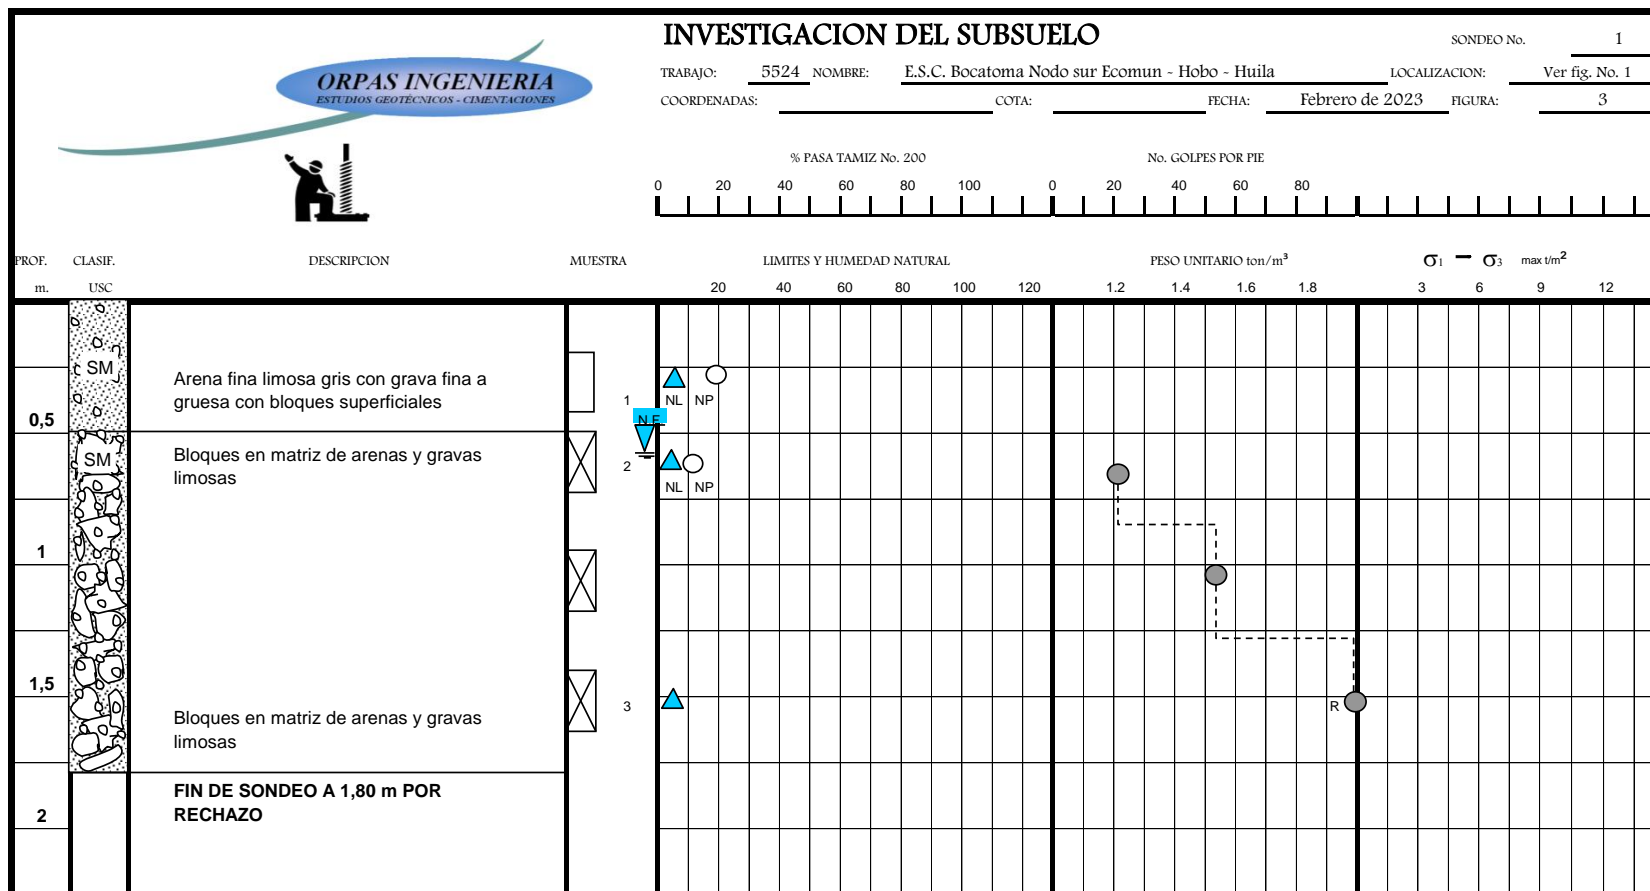 INVESTIGACION DEL SUBSUELO
SONDEO No. 1
ORPAS INGENIERIA
ESTUDIOS GEOTÉCNICOS - CIMENTACIONES
TRABAJO: 5524 NOMBRE: E.S.C. Bocatoma Nodo sur Ecomun - Hobo - Huila LOCALIZACION: Ver fig. No. 1
COORDENADAS: COTA: FECHA: Febrero de 2023 FIGURA: 3
% PASA TAMIZ No. 200 No. GOLPES POR PIE
0 20 40 60 80 100 0 20 40 60 80
PROF. CLASIF. DESCRIPCION MUESTRA LIMITES Y HUMEDAD NATURAL PESO UNITARIO ton/m³ σ1 – σ3 max t/m²
m. USC 20 40 60 80 100 120 1.2 1.4 1.6 1.8 3 6 9 12
SM
Arena fina limosa gris con grava fina a
gruesa con bloques superficiales
1 NL NP
0,5
N.F.
SM
Bloques en matriz de arenas y gravas
limosas
2
NL NP
1
1,5
3
R
Bloques en matriz de arenas y gravas
limosas
FIN DE SONDEO A 1,80 m POR
RECHAZO
2